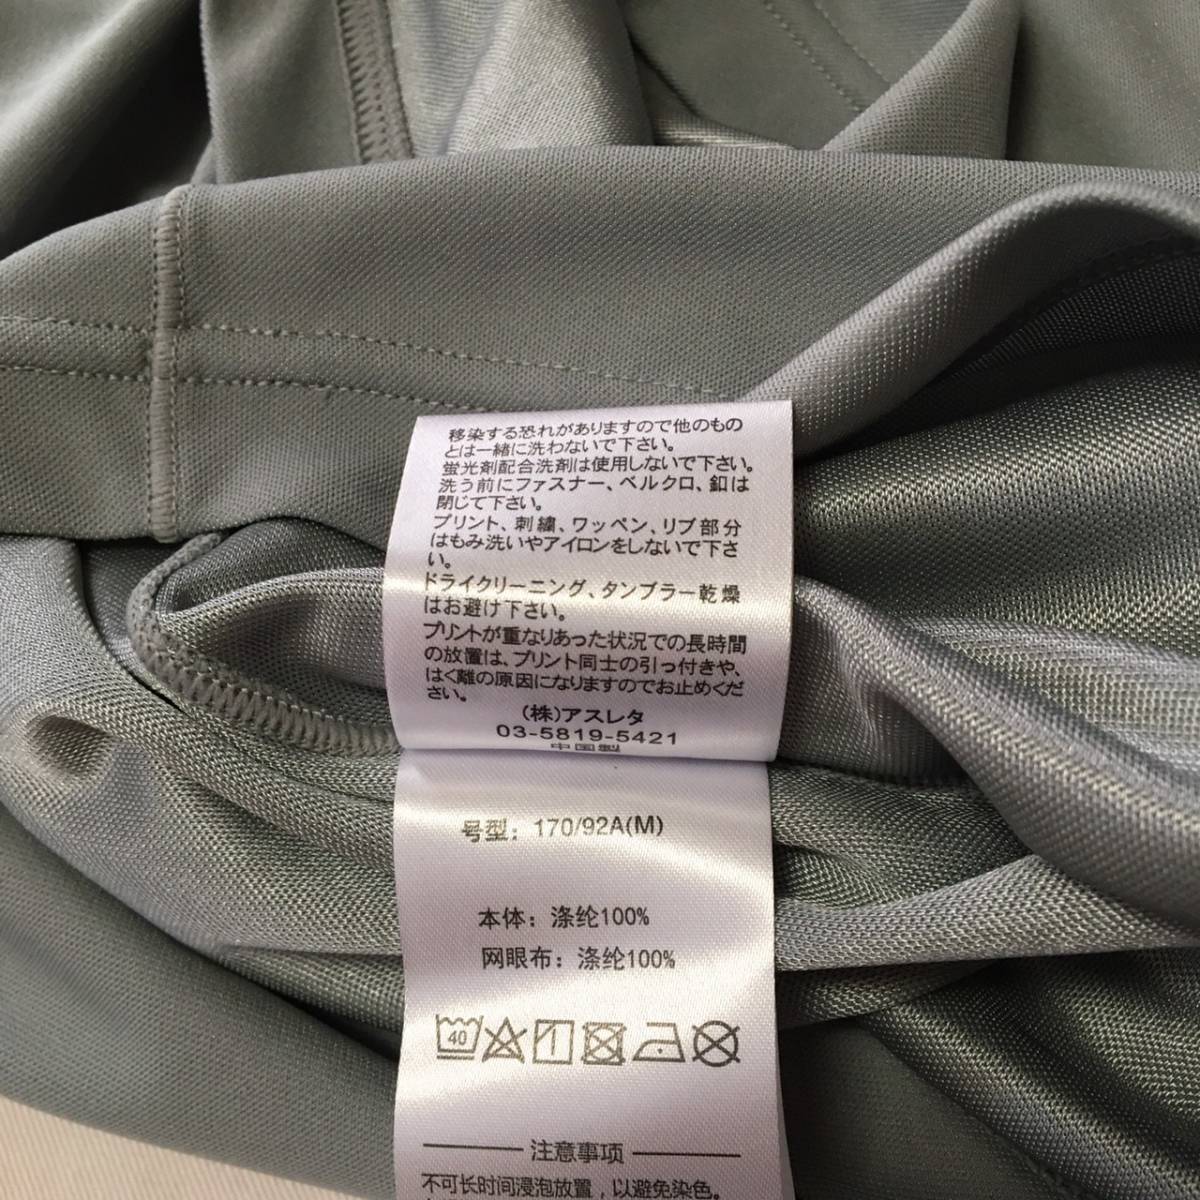 移染する恐れがありますので他のもの
とは一緒に洗わないで下さい。
蛍光剤配合洗剤は使用しないで下さい。
洗う前にファスナー、ベルクロ、釦は
閉じて下さい。
プリント、刺繍、ワッペン、リブ部分
はもみ洗いやアイロンをしないで下さ
い。
ドライクリーニング、タンブラー乾燥
はお避け下さい。
プリントが重なりあった状況での長時間
の放置は、プリント同士の引っ付きや、
はく離の原因になりますのでお止めくだ
さい。
(株)アスレタ
03-5819-5421
中国製
号型: 170/92A(M)
本体: 涤纶100%
网眼布: 涤纶100%
40
注意事项
不可长时间浸泡放置,以避免染色。